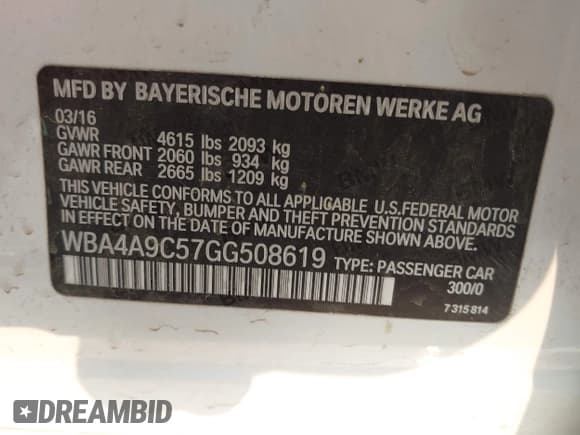 MFD BY BAYERISCHE MOTOREN WERKE AG
03/16
GVWR 4615 lbs 2093 kg
GAWR FRONT 2060 lbs 934 kg
GAWR REAR 2665 lbs 1209 kg
THIS VEHICLE CONFORMS TO ALL APPLICABLE U.S.FEDERAL MOTOR
VEHICLE SAFETY, BUMPER AND THEFT PREVENTION STANDARDS
IN EFFECT ON THE DATE OF MANUFACTURE SHOWN ABOVE.
WBA4A9C57GG508619 TYPE: PASSENGER CAR
300/0
7 315 814
DREAMBID